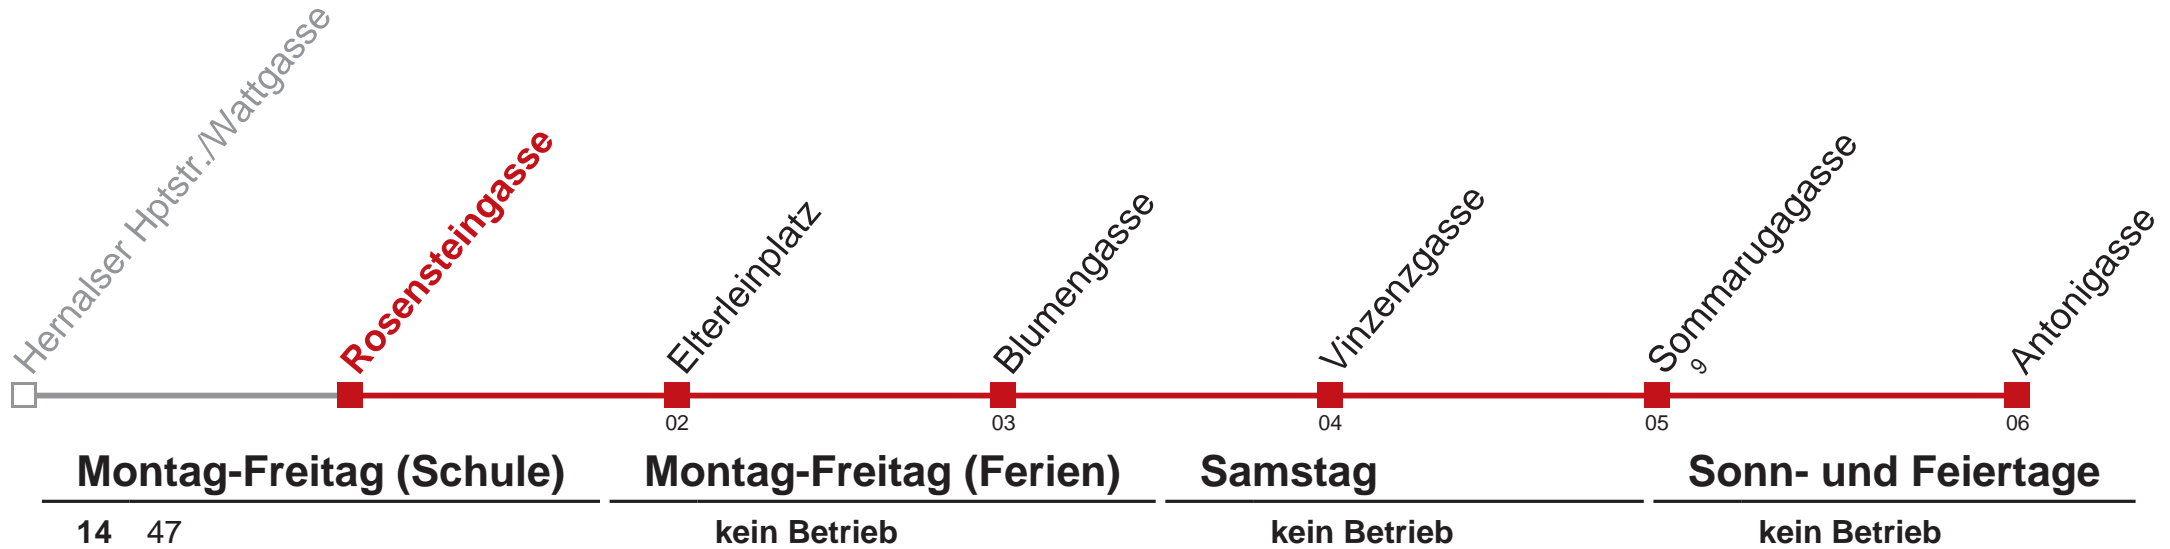 Hernalser Hptstr./Wattgasse
Rosensteingasse
Elterleinplatz
Blumengasse
Vinzenzgasse
Sommarugagasse
9
Antonigasse
02 03 04 05 06
Montag-Freitag (Schule) Montag-Freitag (Ferien) Samstag Sonn- und Feiertage
14 47 kein Betrieb kein Betrieb kein Betrieb